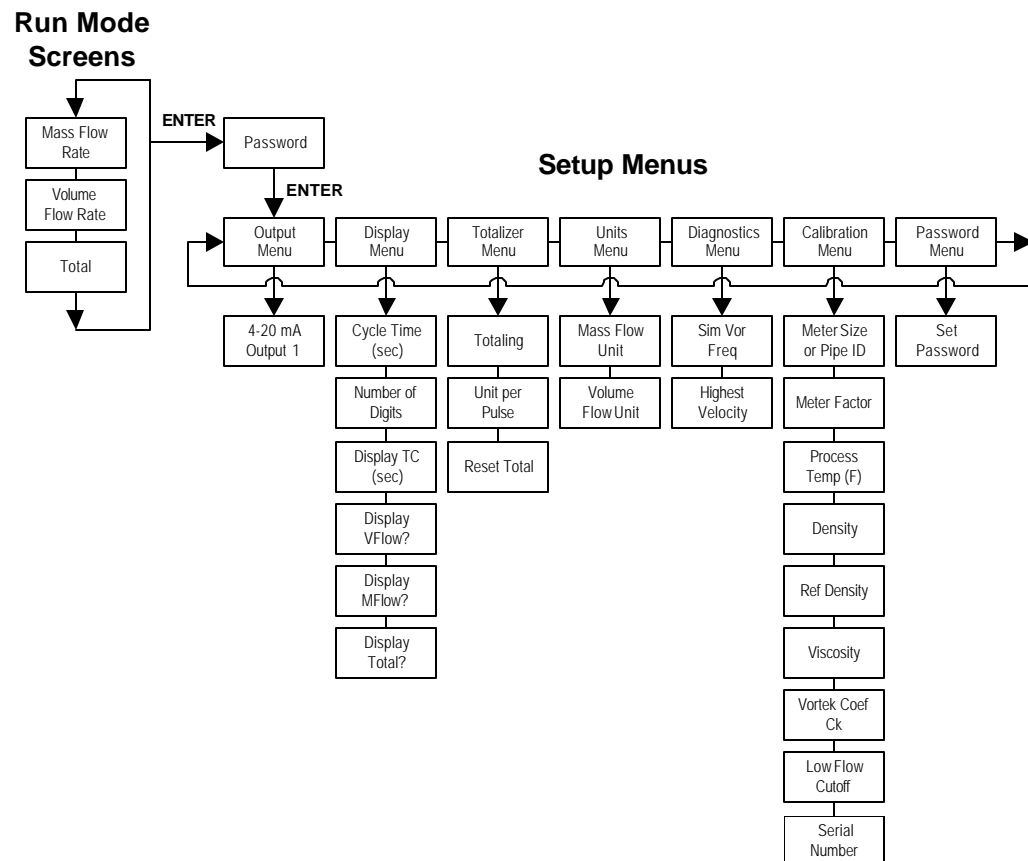 Run Mode
Screens
ENTER
Mass Flow
Rate
Volume
Flow Rate
Total
Password
ENTER
Setup Menus
Output
Menu
Display
Menu
Totalizer
Menu
Units
Menu
Diagnostics
Menu
Calibration
Menu
Password
Menu
4-20 mA
Output 1
Cycle Time
(sec)
Number of
Digits
Display TC
(sec)
Display
VFlow?
Display
MFlow?
Display
Total?
Totaling
Unit per
Pulse
Reset Total
Mass Flow
Unit
Volume
Flow Unit
Sim Vor
Freq
Highest
Velocity
Meter Size
or Pipe ID
Meter Factor
Process
Temp (F)
Density
Ref Density
Viscosity
Vortek Coef
Ck
Low Flow
Cutoff
Serial
Number
Set
Password